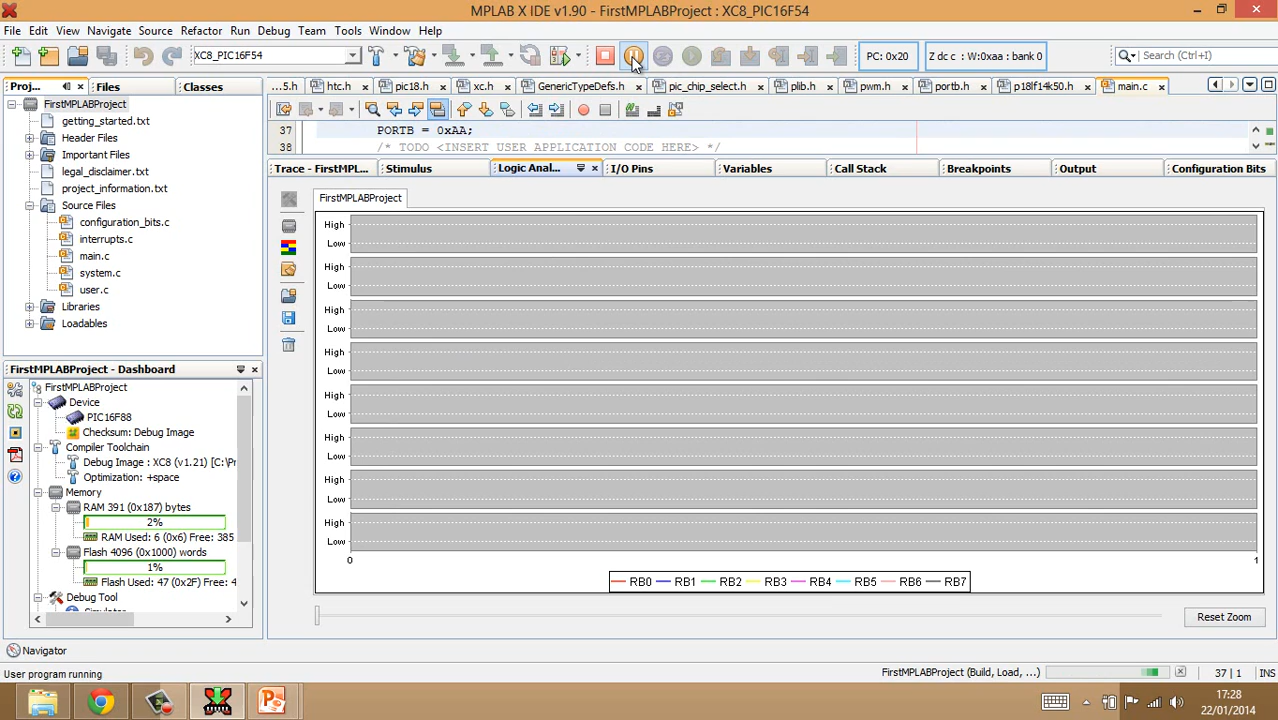 MPLAB X IDE v1.90 - FirstMPLABProject : XC8_PIC16F54
File Edit View Navigate Source Refactor Run Debug Team Tools Window Help
XC8_PIC16F54
PC: 0x20
Z dc c : W:0xaa : bank 0
Search (Ctrl+I)
Proj... Files Classes
...5.h htc.h pic18.h xc.h GenericTypeDefs.h pic_chip_select.h plib.h pwm.h portb.h p18lf14k50.h main.c
FirstMPLABProject
getting_started.txt
Header Files
Important Files
legal_disclaimer.txt
project_information.txt
Source Files
configuration_bits.c
interrupts.c
main.c
system.c
user.c
Libraries
Loadables
37 PORTB = 0xAA;
38 /* TODO <INSERT USER APPLICATION CODE HERE> */
Trace - FirstMPL... Stimulus Logic Anal... I/O Pins Variables Call Stack Breakpoints Output Configuration Bits
FirstMPLABProject
High
Low
High
Low
High
Low
High
Low
High
Low
High
Low
High
Low
High
Low
0 1
RB0 RB1 RB2 RB3 RB4 RB5 RB6 RB7
Reset Zoom
FirstMPLABProject - Dashboard
FirstMPLABProject
Device
PIC16F88
Checksum: Debug Image
Compiler Toolchain
Debug Image : XC8 (v1.21) [C:\Pr
Optimization: +space
Memory
RAM 391 (0x187) bytes
2%
RAM Used: 6 (0x6) Free: 385
Flash 4096 (0x1000) words
1%
Flash Used: 47 (0x2F) Free: 4
Debug Tool
Simulator
Navigator
User program running
FirstMPLABProject (Build, Load, ...)
37 | 1 INS
17:28
22/01/2014